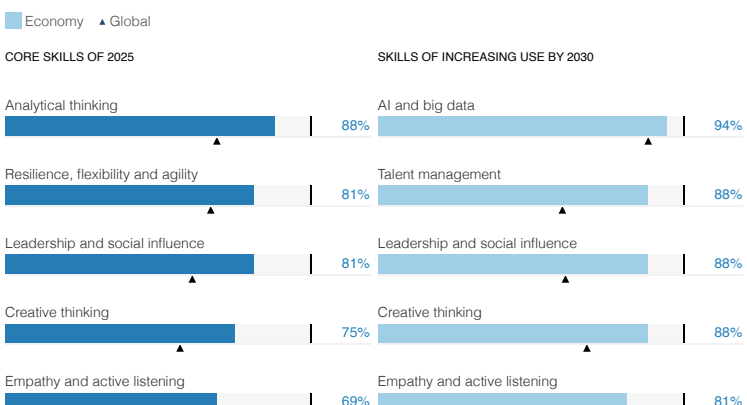 Economy Global
CORE SKILLS OF 2025
Analytical thinking
88%
Resilience, flexibility and agility
81%
Leadership and social influence
81%
Creative thinking
75%
Empathy and active listening
69%
SKILLS OF INCREASING USE BY 2030
AI and big data
94%
Talent management
88%
Leadership and social influence
88%
Creative thinking
88%
Empathy and active listening
81%